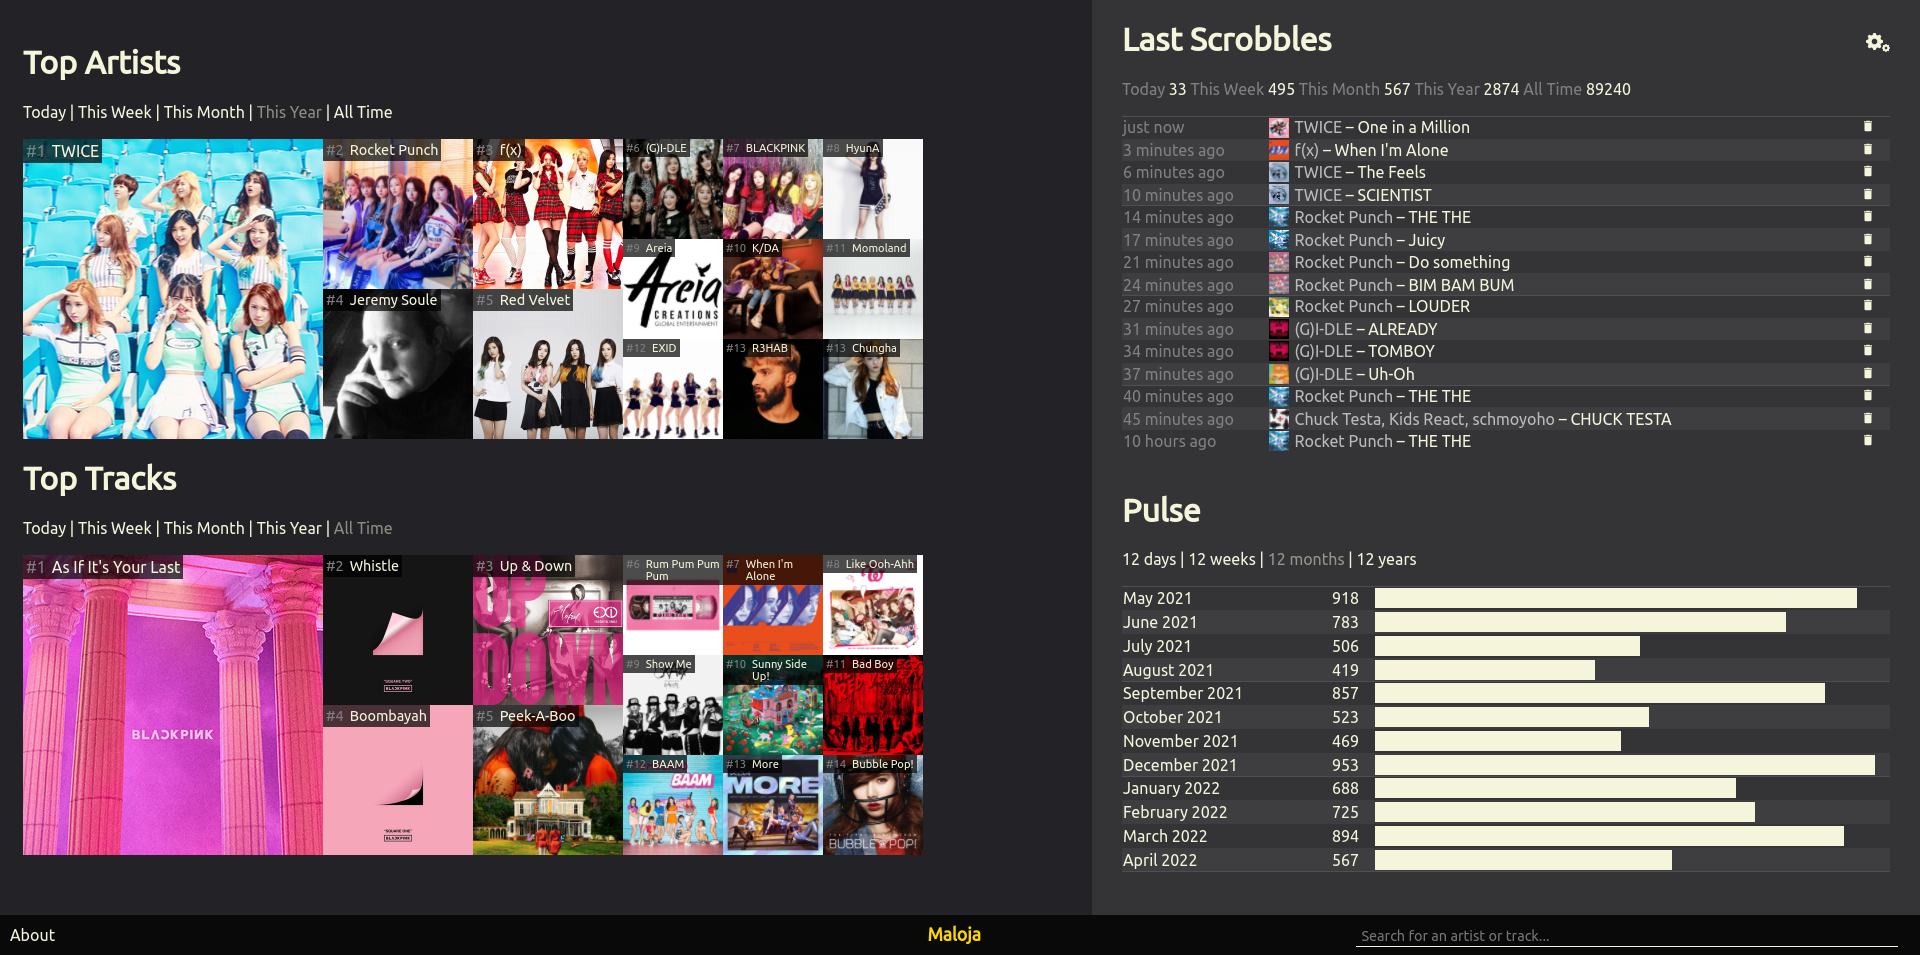 Top Artists
Today | This Week | This Month | This Year | All Time
#1 TWICE
#2 Rocket Punch
#3 f(x)
#4 Jeremy Soule
#5 Red Velvet
#6 (G)I-DLE
#7 BLACKPINK
#8 HyunA
#9 Areia
Areia
CREATIONS
GLOBAL ENTERTAINMENT
#10 K/DA
#11 Momoland
#12 EXID
#13 R3HAB
#13 Chungha
Top Tracks
Today | This Week | This Month | This Year | All Time
#1 As If It's Your Last
BLACKPINK
#2 Whistle
"SQUARE TWO"
BLACKPINK
#3 Up & Down
UP
DOWN
EXID
#4 Boombayah
"SQUARE ONE"
BLACKPINK
#5 Peek-A-Boo
#6 Rum Pum Pum
Pum
#7 When I'm
Alone
#8 Like Ooh-Ahh
#9 Show Me
#10 Sunny Side
Up!
#11 Bad Boy
#12 BAAM
BAAM
#13 More
MORE
#14 Bubble Pop!
BUBBLE POP!
Last Scrobbles
Today 33 This Week 495 This Month 567 This Year 2874 All Time 89240
just now TWICE – One in a Million
3 minutes ago f(x) – When I'm Alone
6 minutes ago TWICE – The Feels
10 minutes ago TWICE – SCIENTIST
14 minutes ago Rocket Punch – THE THE
17 minutes ago Rocket Punch – Juicy
21 minutes ago Rocket Punch – Do something
24 minutes ago Rocket Punch – BIM BAM BUM
27 minutes ago Rocket Punch – LOUDER
31 minutes ago (G)I-DLE – ALREADY
34 minutes ago (G)I-DLE – TOMBOY
37 minutes ago (G)I-DLE – Uh-Oh
40 minutes ago Rocket Punch – THE THE
45 minutes ago Chuck Testa, Kids React, schmoyoho – CHUCK TESTA
10 hours ago Rocket Punch – THE THE
Pulse
12 days | 12 weeks | 12 months | 12 years
May 2021 918
June 2021 783
July 2021 506
August 2021 419
September 2021 857
October 2021 523
November 2021 469
December 2021 953
January 2022 688
February 2022 725
March 2022 894
April 2022 567
About
Maloja
Search for an artist or track...